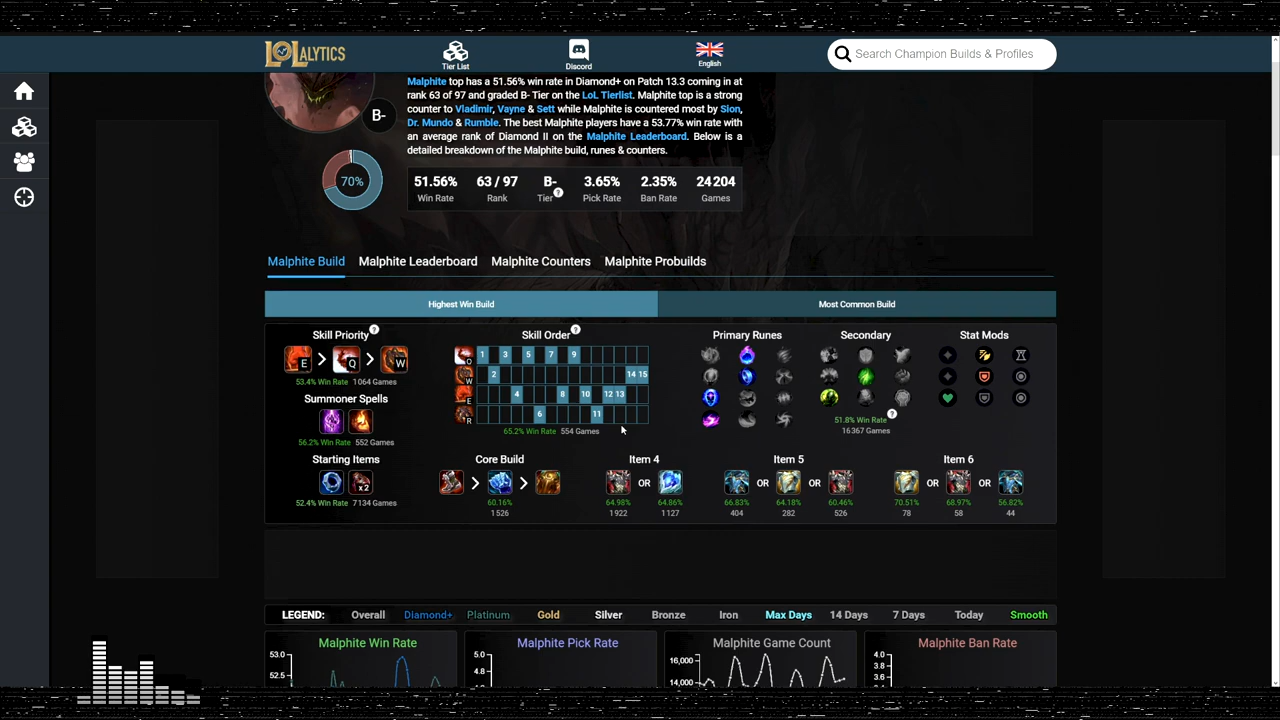 LOLALYTICS
Tier List
Discord
English
Search Champion Builds & Profiles
Malphite top has a 51.56% win rate in Diamond+ on Patch 13.3 coming in at
rank 63 of 97 and graded B- Tier on the LoL Tierlist. Malphite top is a strong
counter to Vladimir, Vayne & Sett while Malphite is countered most by Sion,
Dr. Mundo & Rumble. The best Malphite players have a 53.77% win rate with
an average rank of Diamond II on the Malphite Leaderboard. Below is a
detailed breakdown of the Malphite build, runes & counters.
B-
70%
51.56% 63 / 97 B- 3.65% 2.35% 24204
Win Rate Rank Tier ? Pick Rate Ban Rate Games
Malphite Build Malphite Leaderboard Malphite Counters Malphite Probuilds
Highest Win Build Most Common Build
Skill Priority ? Skill Order ? Primary Runes Secondary Stat Mods
E > Q > W
53.4% Win Rate 1064 Games
Q 1 3 5 7 9
W 2 14 15
E 4 8 10 12 13
R 6 11
65.2% Win Rate 554 Games
Summoner Spells
56.2% Win Rate 552 Games
51.8% Win Rate ?
16367 Games
Starting Items Core Build Item 4 Item 5 Item 6
x2 > > OR OR OR OR OR
52.4% Win Rate 7134 Games
60.16% 64.98% 64.86% 66.83% 64.18% 60.46% 70.51% 68.97% 56.82%
1526 1922 1127 404 282 526 78 58 44
LEGEND: Overall Diamond+ Platinum Gold Silver Bronze Iron Max Days 14 Days 7 Days Today Smooth
Malphite Win Rate Malphite Pick Rate Malphite Game Count Malphite Ban Rate
53.0 5.0 16,000 4.0
52.5 4.8 14,000 3.8
3.6